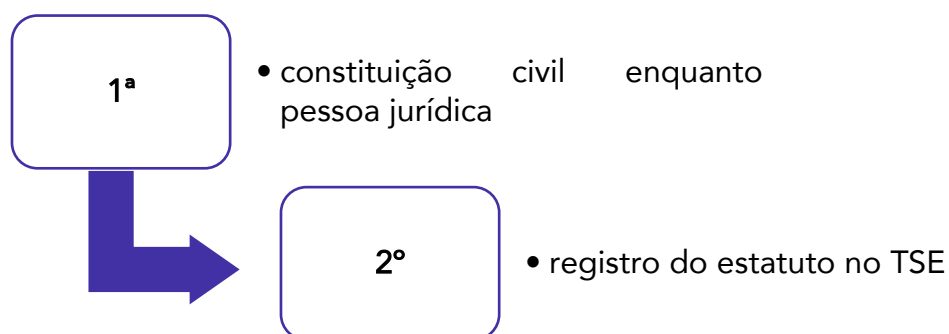 1ª
• constituição civil enquanto
pessoa jurídica
2º
• registro do estatuto no TSE